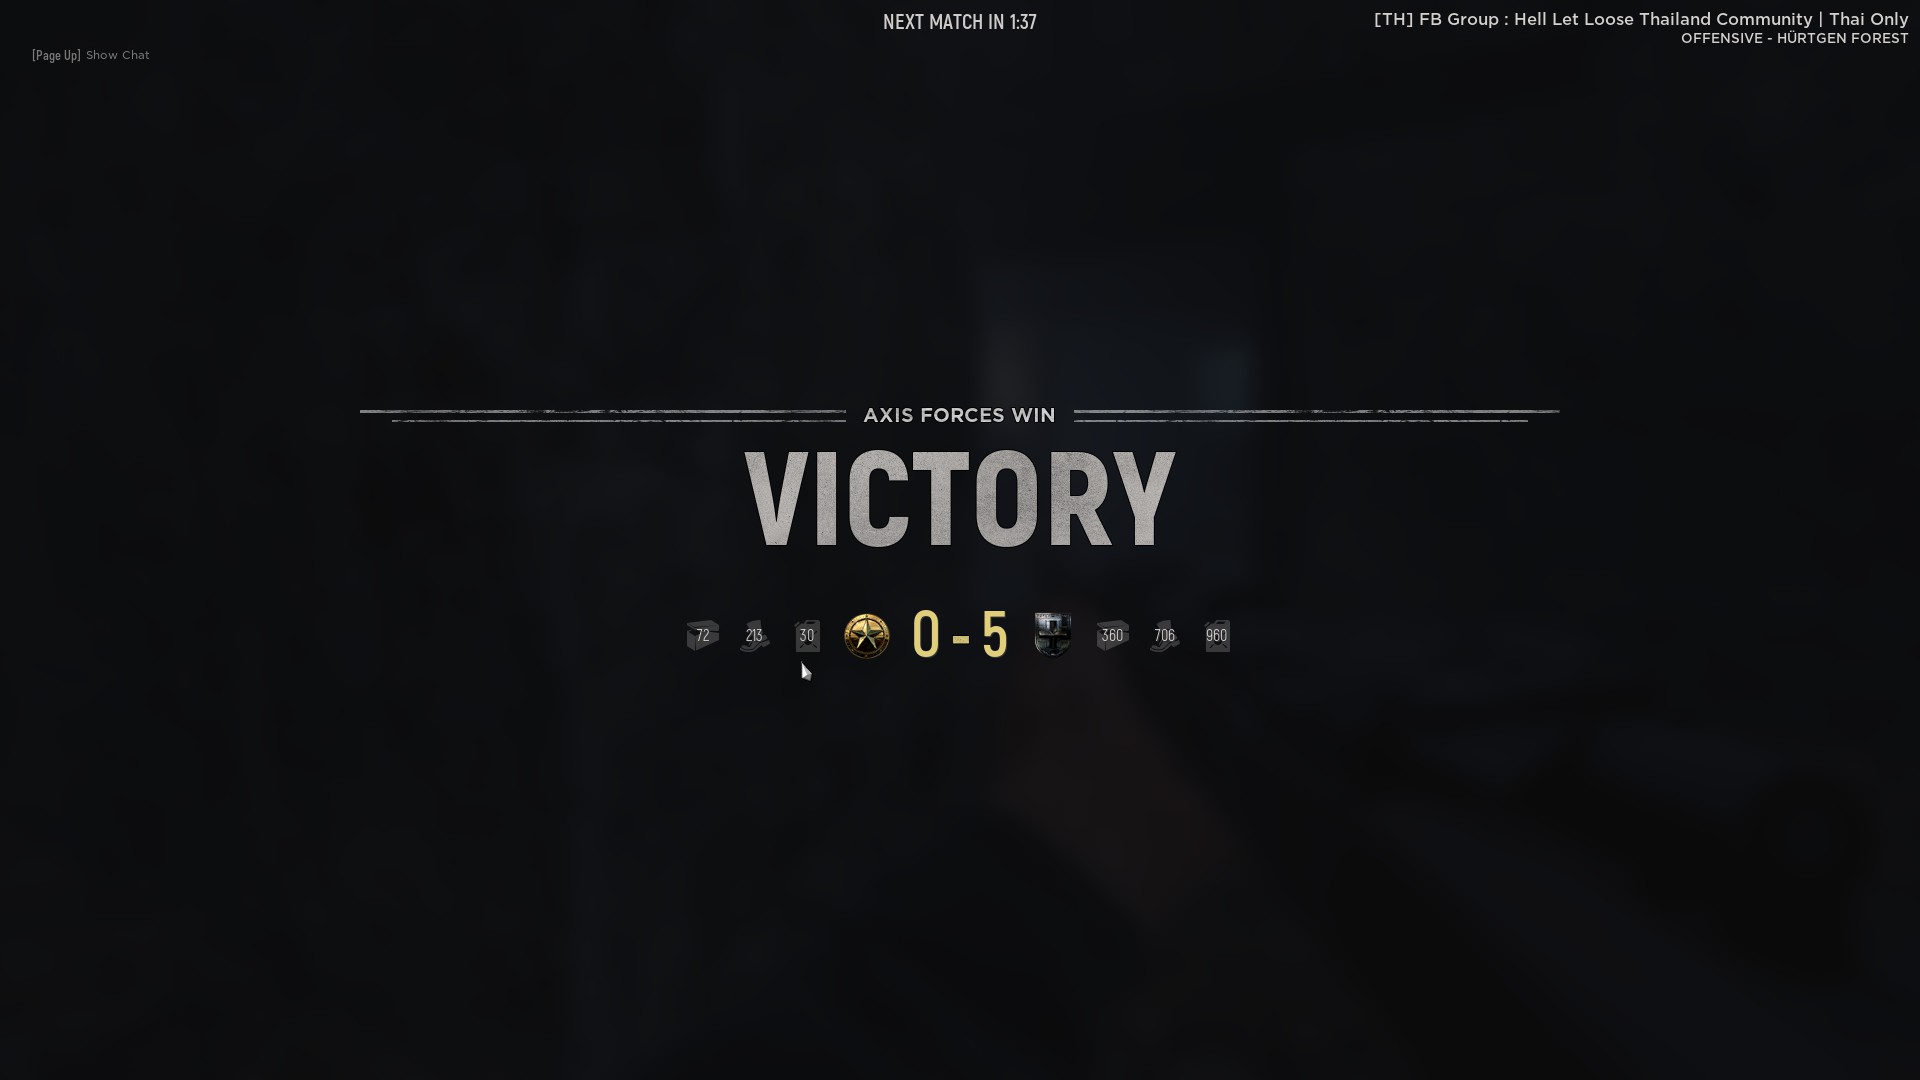 NEXT MATCH IN 1:37
[TH] FB Group : Hell Let Loose Thailand Community | Thai Only
OFFENSIVE - HÜRTGEN FOREST
[Page Up] Show Chat
AXIS FORCES WIN
VICTORY
72 213 30 0 - 5 360 706 960